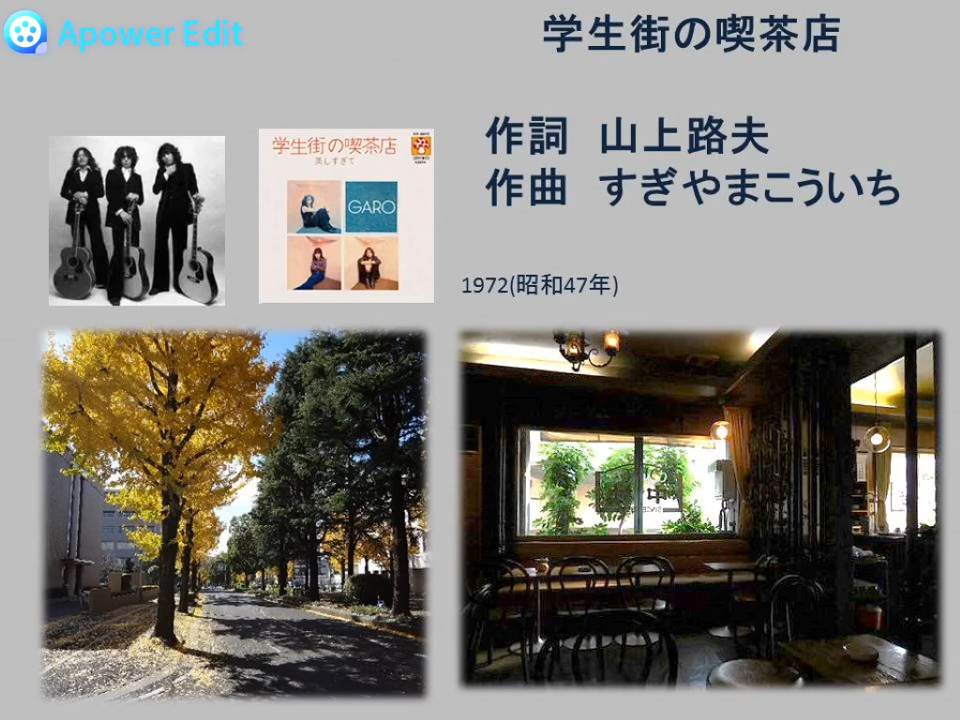 Apower Edit
学生街の喫茶店
作詞　山上路夫
作曲　すぎやまこういち
学生街の喫茶店
美しすぎて
GARO
1972(昭和47年)